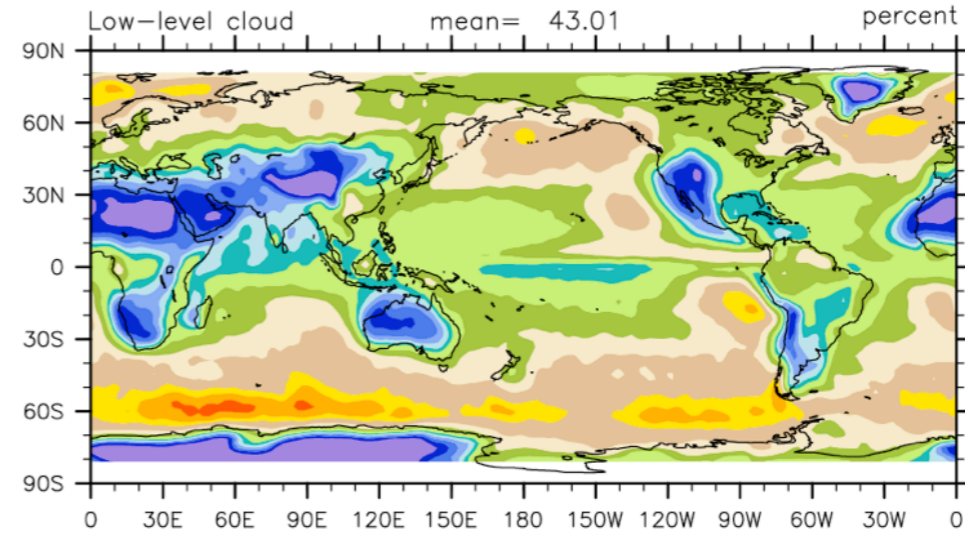 Low-level cloud mean= 43.01 percent
90N
60N
30N
0
30S
60S
90S
0 30E 60E 90E 120E 150E 180 150W 120W 90W 60W 30W 0